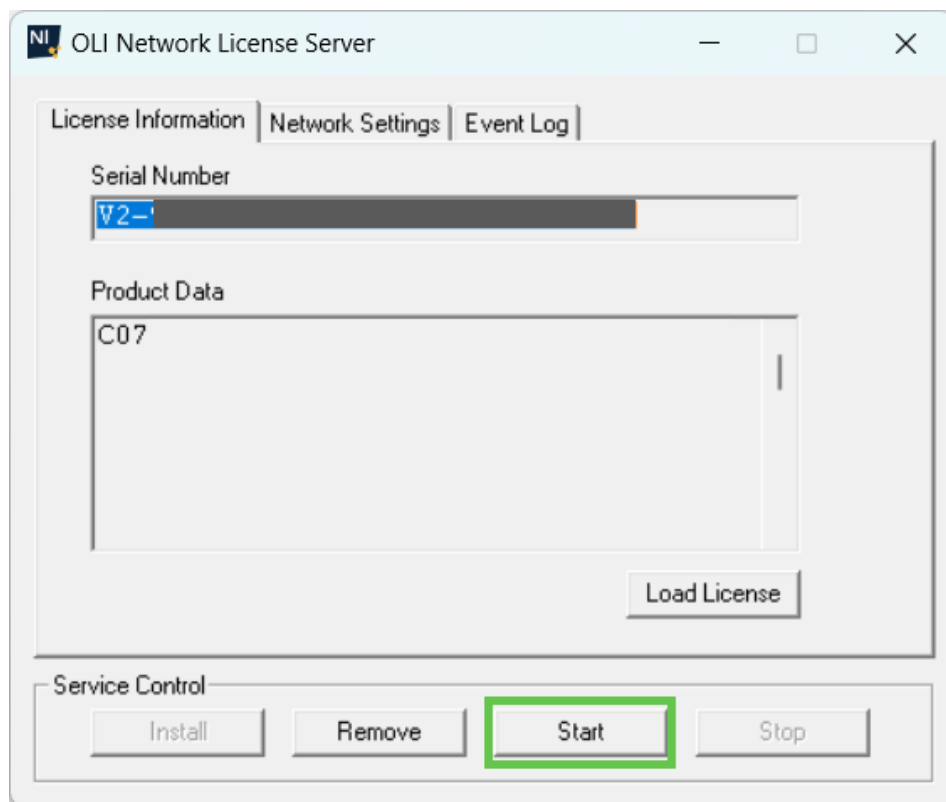 NI OLI Network License Server
License Information Network Settings Event Log
Serial Number
V2-
Product Data
C07
Load License
Service Control
Install Remove Start Stop